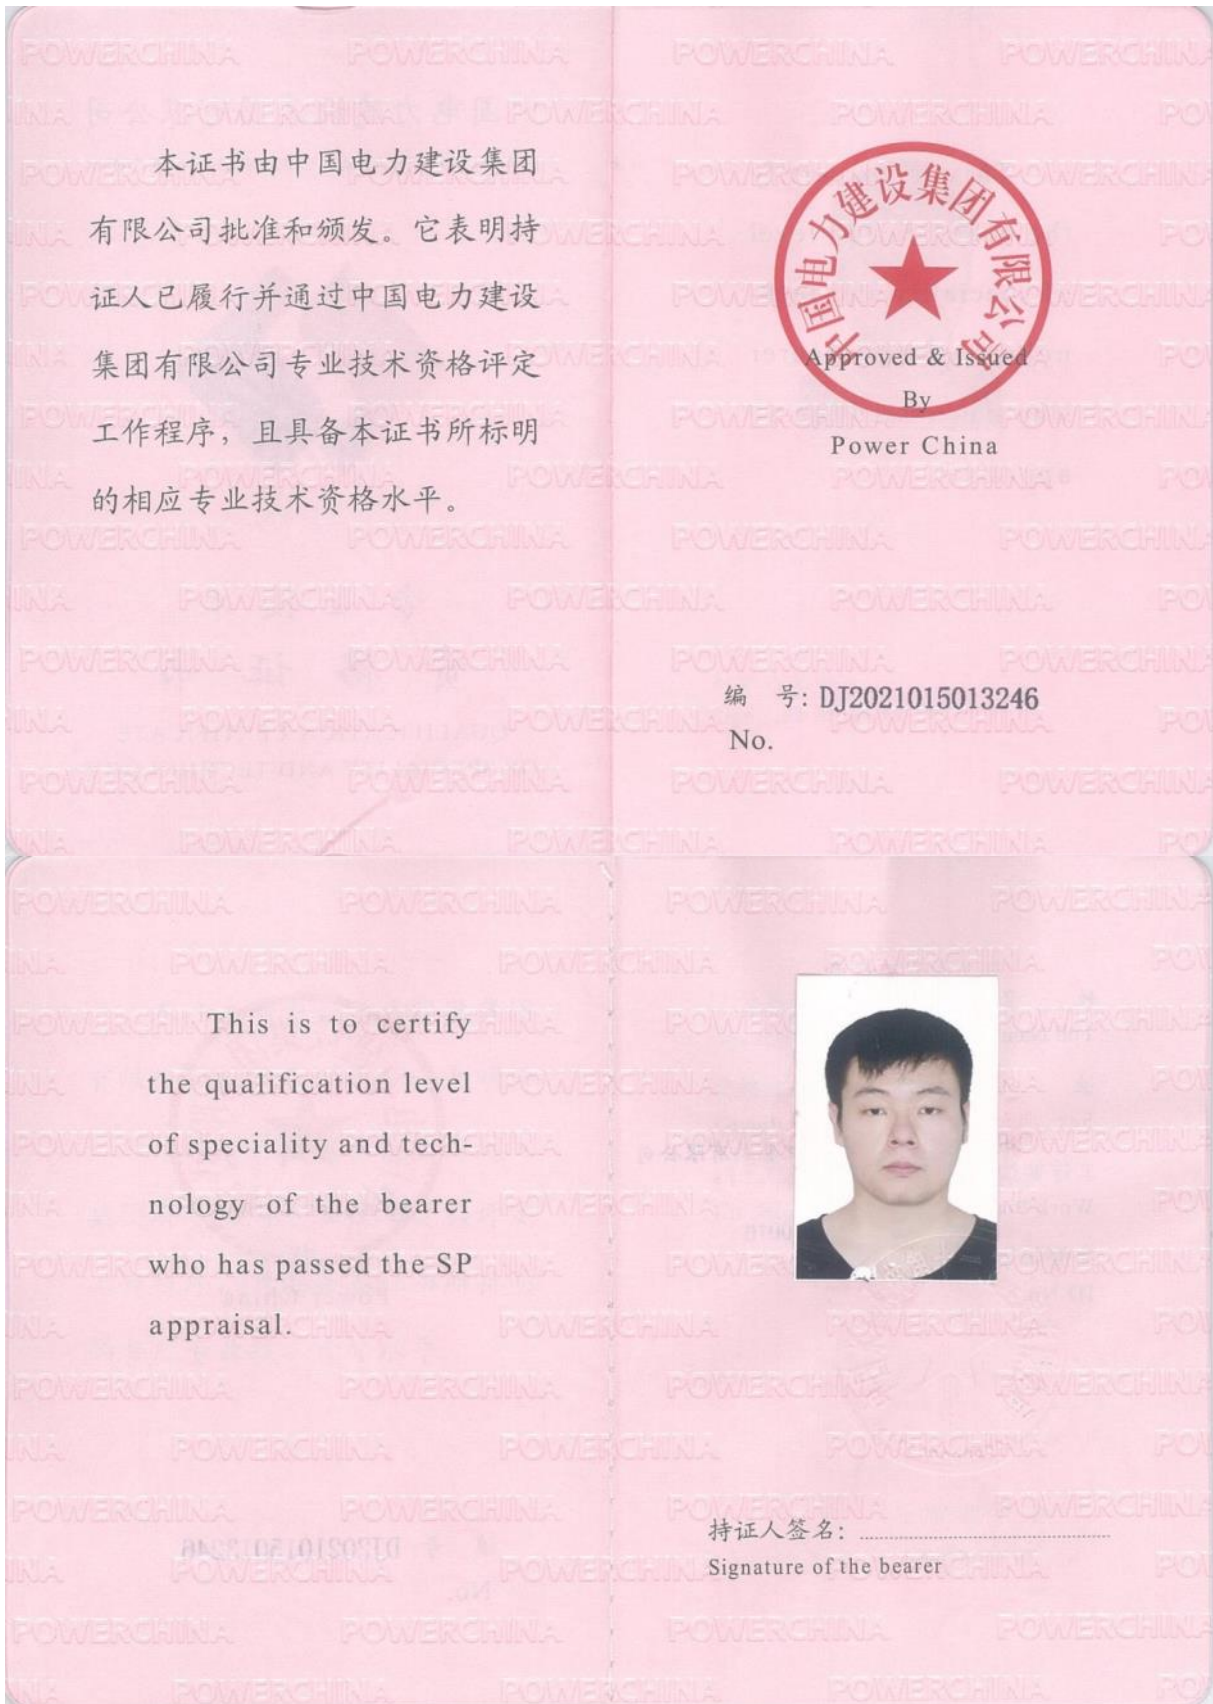 本证书由中国电力建设集团
有限公司批准和颁发。它表明持
证人已履行并通过中国电力建设
集团有限公司专业技术资格评定
工作程序，且具备本证书所标明
的相应专业技术资格水平。
中国电力建设集团有限公司
Approved & Issued
By
Power China
编 号: DJ2021015013246
No.
This is to certify
the qualification level
of speciality and tech-
nology of the bearer
who has passed the SP
appraisal.
持证人签名：
Signature of the bearer
POWERCHINA